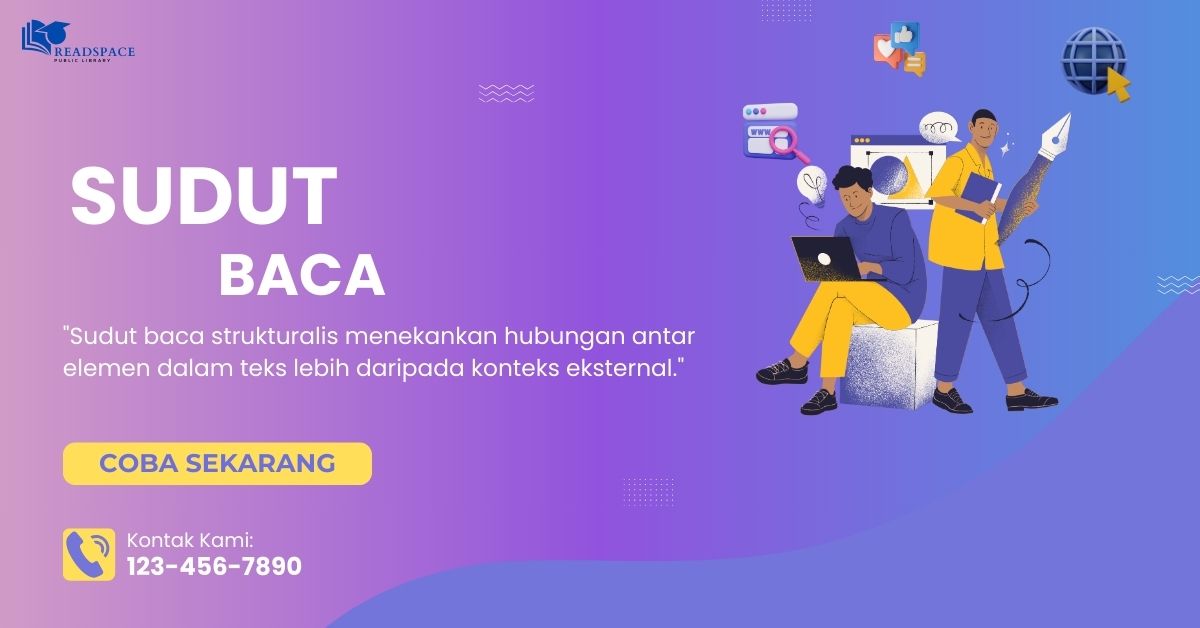 READSPACE
PUBLIC LIBRARY
SUDUT
BACA
"Sudut baca strukturalis menekankan hubungan antar
elemen dalam teks lebih daripada konteks eksternal."
COBA SEKARANG
Kontak Kami:
123-456-7890
WWW